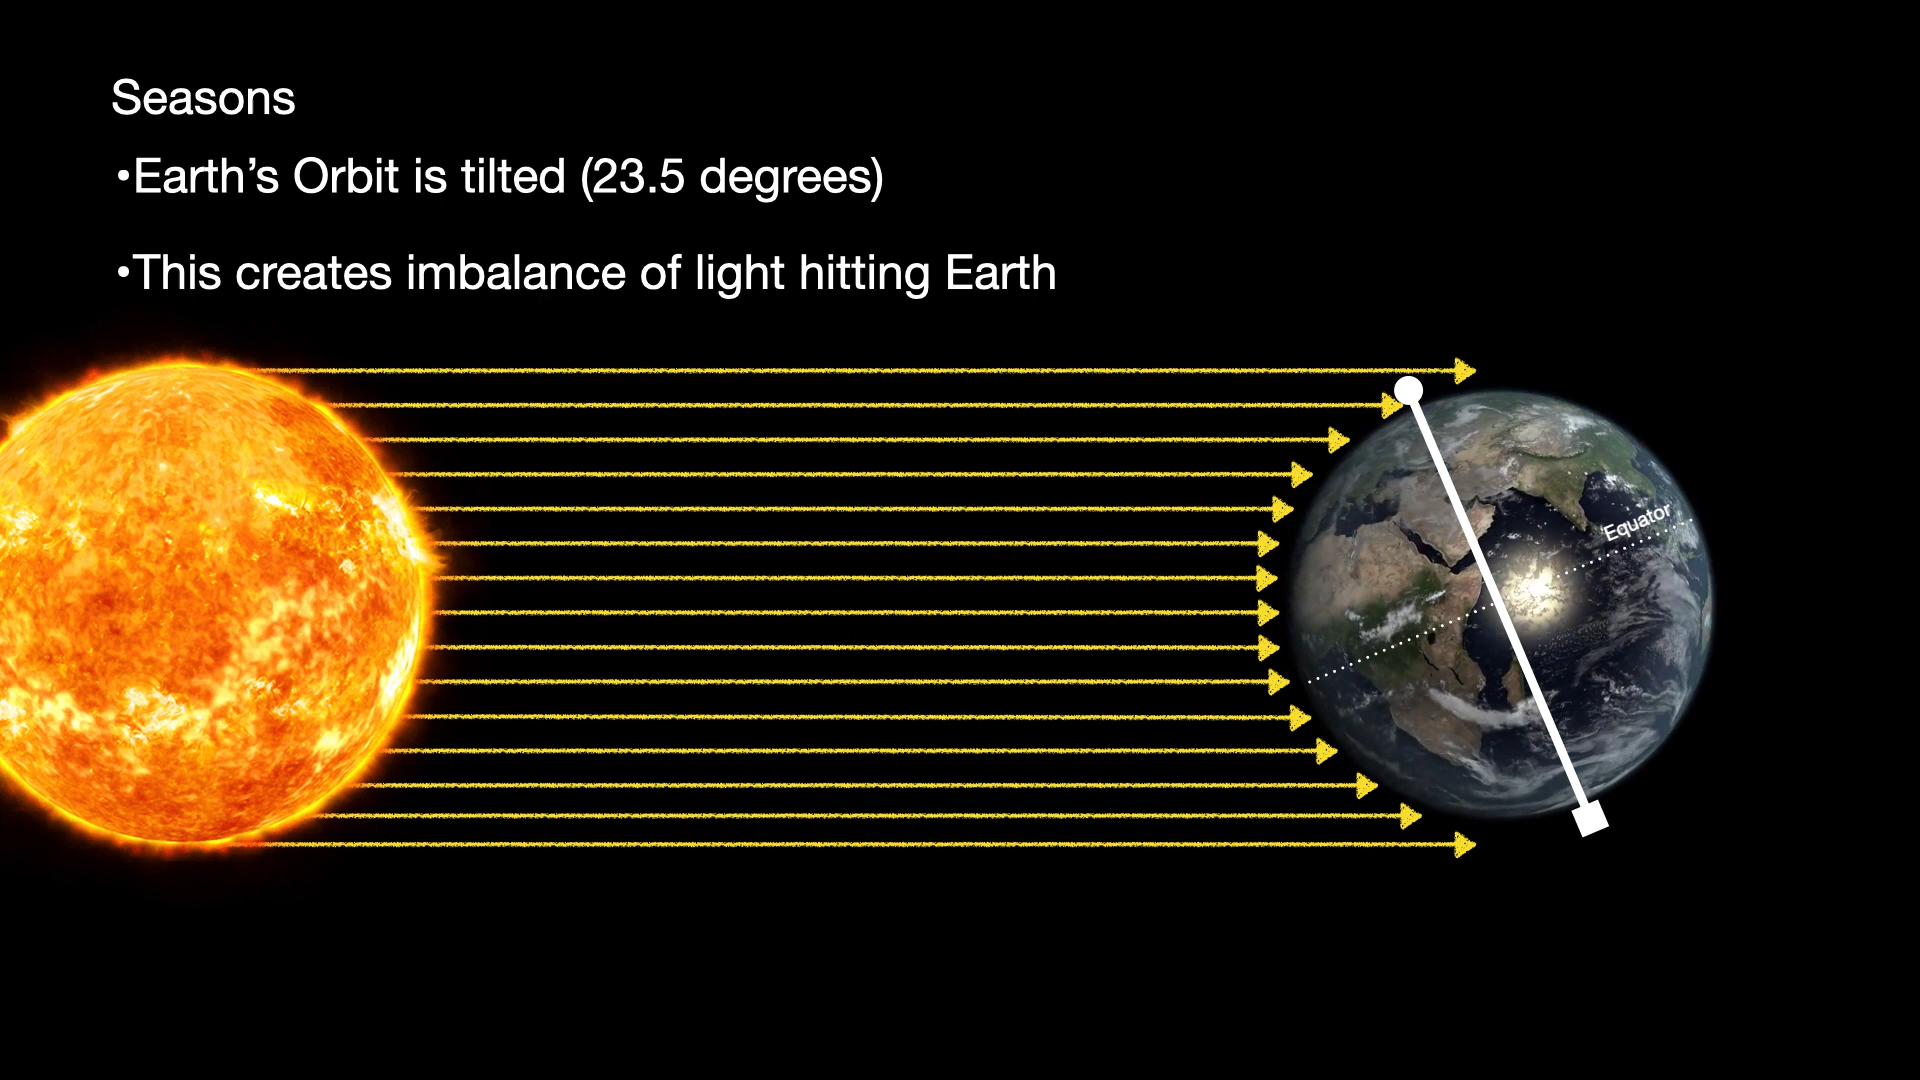 Seasons
•Earth’s Orbit is tilted (23.5 degrees)
•This creates imbalance of light hitting Earth
Equator